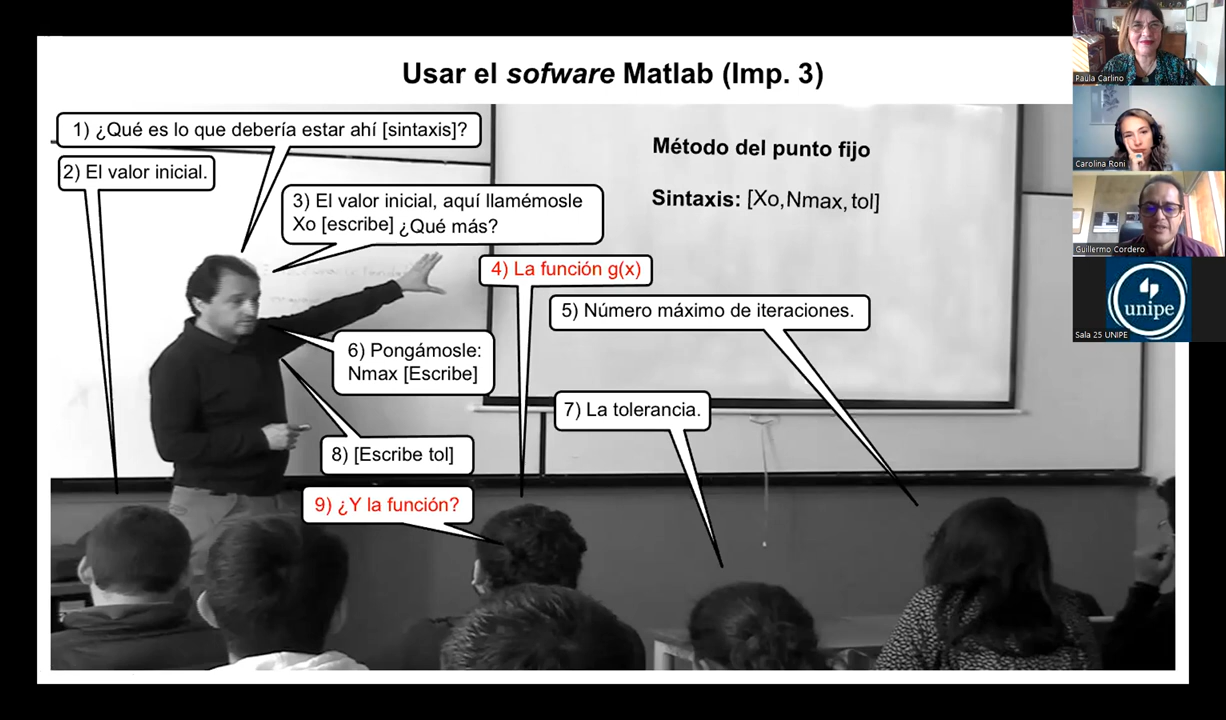 Usar el sofware Matlab (Imp. 3)
1) ¿Qué es lo que debería estar ahí [sintaxis]?
2) El valor inicial.
3) El valor inicial, aquí llamémosle
Xo [escribe] ¿Qué más?
Método del punto fijo
Sintaxis: [Xo,Nmax,tol]
4) La función g(x)
5) Número máximo de iteraciones.
6) Pongámosle:
Nmax [Escribe]
7) La tolerancia.
8) [Escribe tol]
9) ¿Y la función?
Paula Carlino
Carolina Roni
Guillermo Cordero
unipe
Sala 25 UNIPE